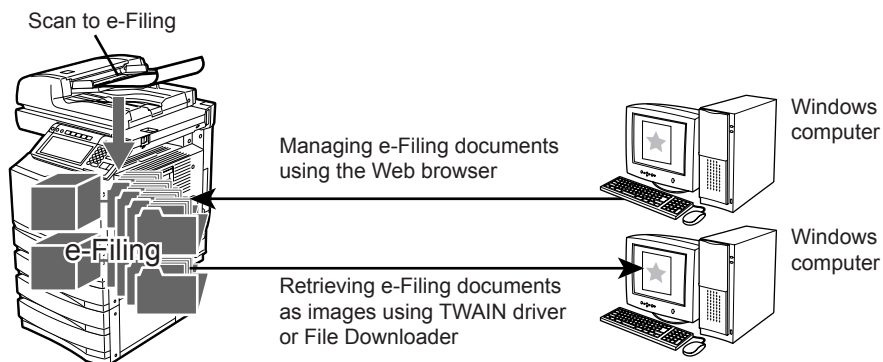 Scan to e-Filing
Managing e-Filing documents
using the Web browser
Windows
computer
e-Filing
Windows
computer
Retrieving e-Filing documents
as images using TWAIN driver
or File Downloader